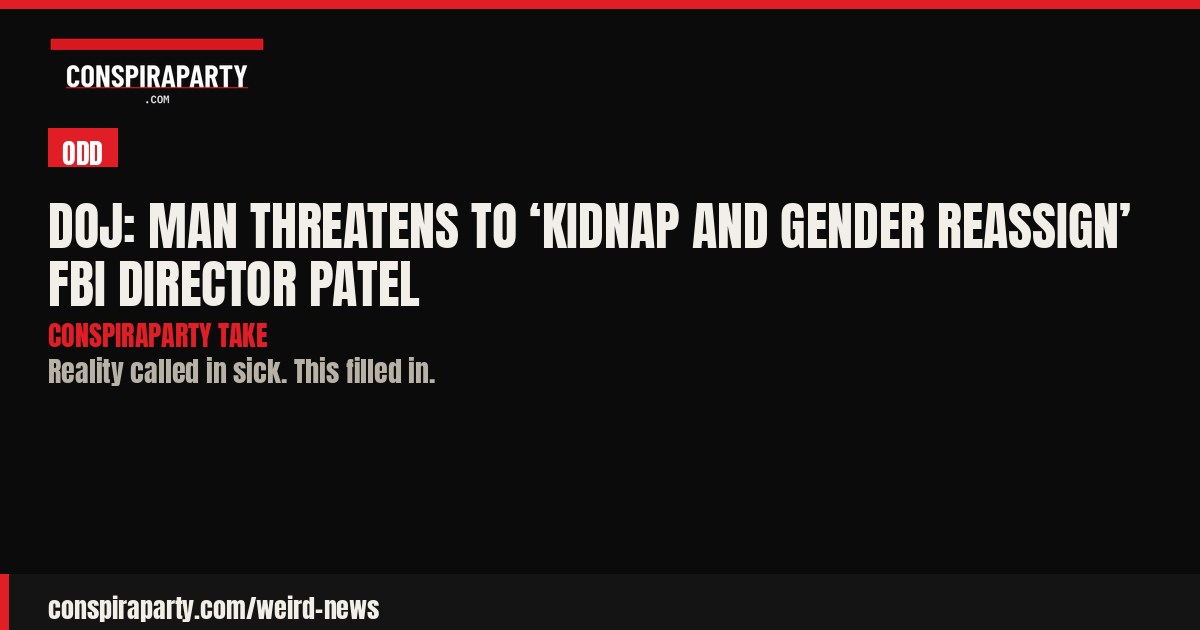 CONSPIRAPARTY
.COM
ODD
DOJ: MAN THREATENS TO ‘KIDNAP AND GENDER REASSIGN’
FBI DIRECTOR PATEL
CONSPIRAPARTY TAKE
Reality called in sick. This filled in.
conspiraparty.com/weird-news